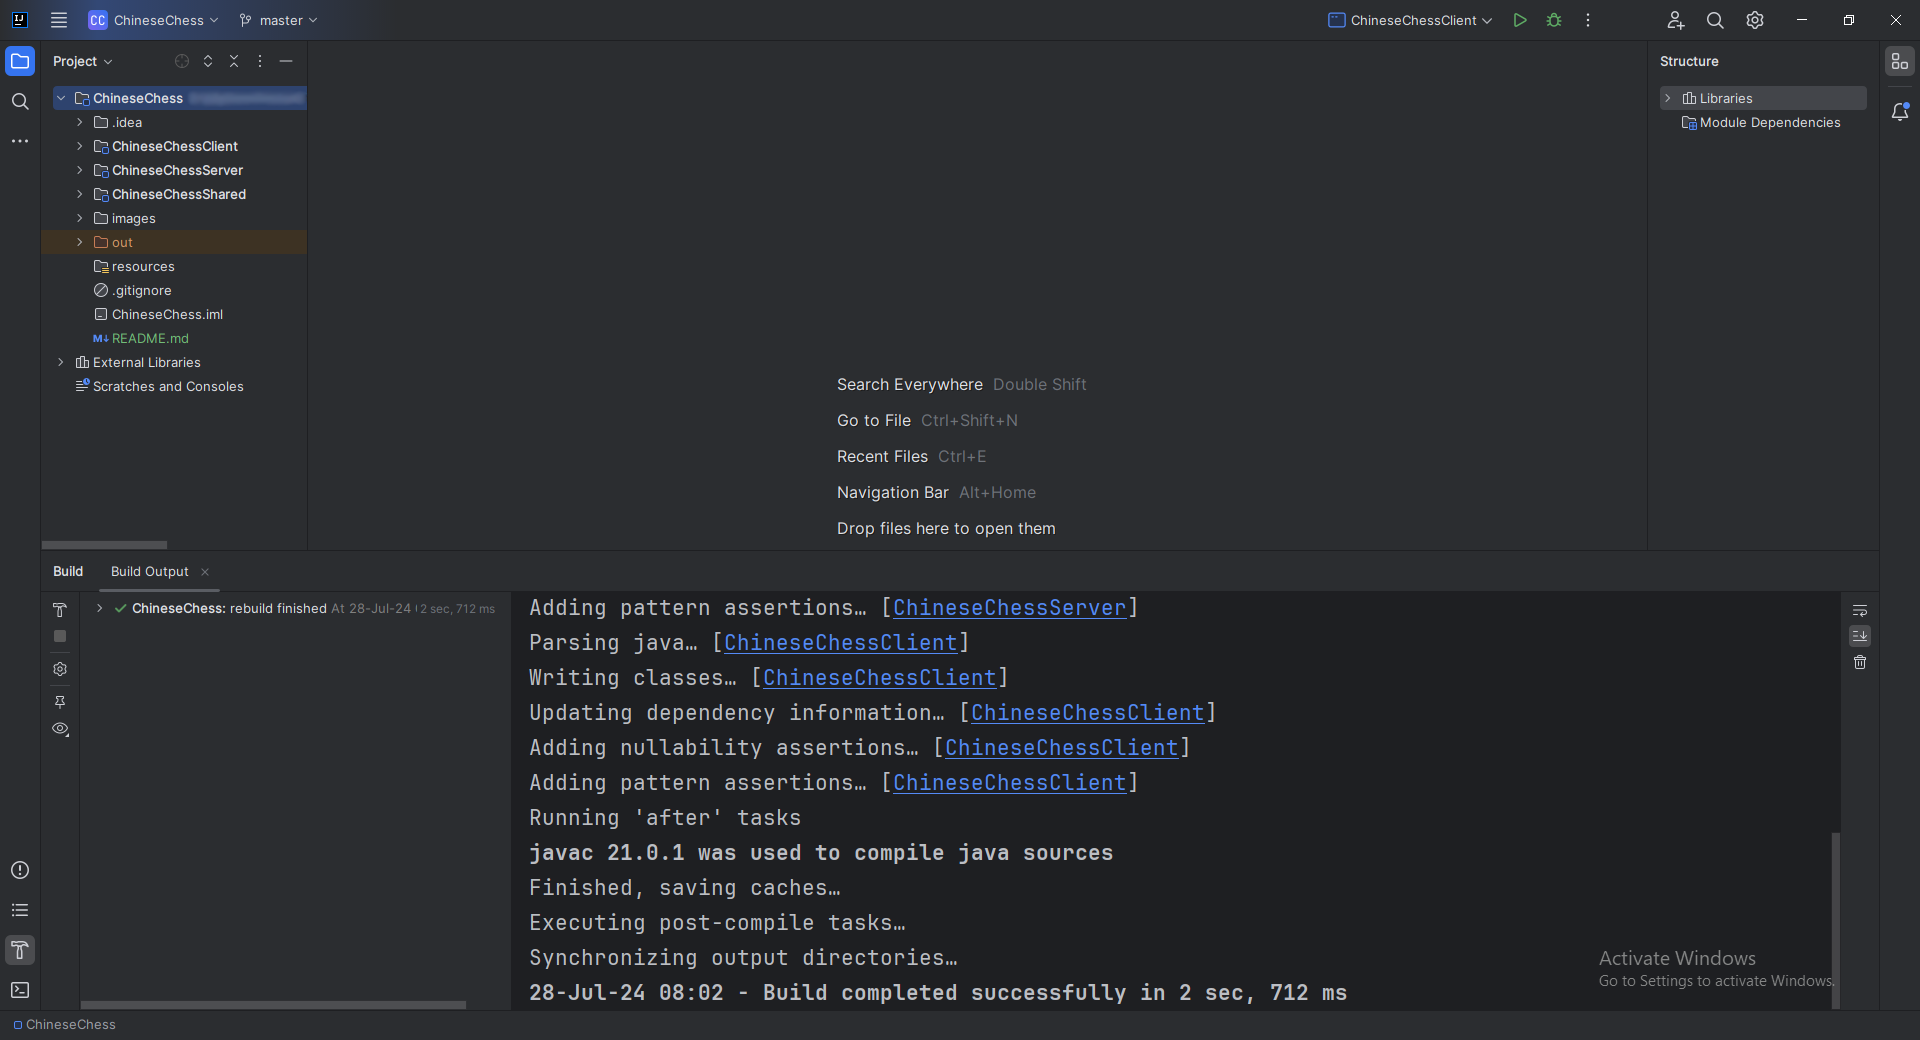 CC ChineseChess master ChineseChessClient
Project
Structure
ChineseChess
Libraries
.idea
Module Dependencies
ChineseChessClient
ChineseChessServer
ChineseChessShared
images
out
resources
.gitignore
ChineseChess.iml
M↓ README.md
External Libraries
Scratches and Consoles
Search Everywhere Double Shift
Go to File Ctrl+Shift+N
Recent Files Ctrl+E
Navigation Bar Alt+Home
Drop files here to open them
Build Build Output
ChineseChess: rebuild finished At 28-Jul-24 2 sec, 712 ms
Adding pattern assertions… [ChineseChessServer]
Parsing java… [ChineseChessClient]
Writing classes… [ChineseChessClient]
Updating dependency information… [ChineseChessClient]
Adding nullability assertions… [ChineseChessClient]
Adding pattern assertions… [ChineseChessClient]
Running 'after' tasks
javac 21.0.1 was used to compile java sources
Finished, saving caches…
Executing post-compile tasks…
Synchronizing output directories…
28-Jul-24 08:02 - Build completed successfully in 2 sec, 712 ms
Activate Windows
Go to Settings to activate Windows.
ChineseChess